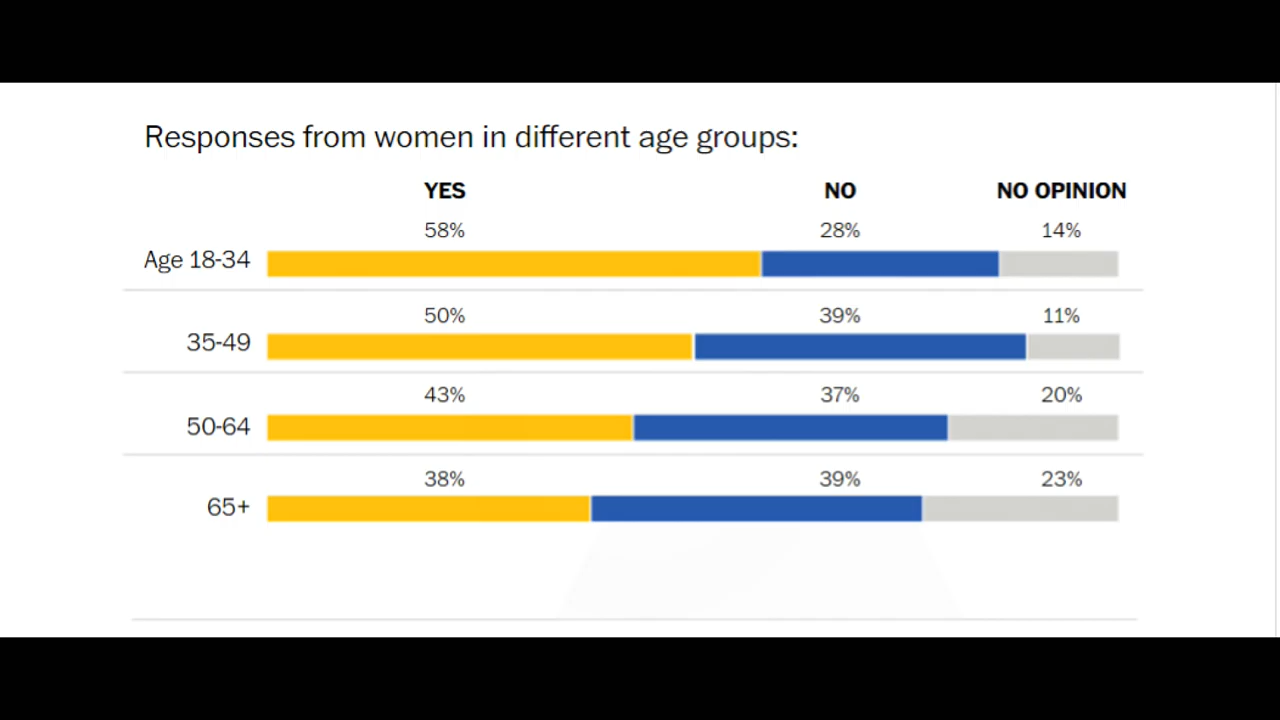 Responses from women in different age groups:
YES NO NO OPINION
58% 28% 14%
Age 18-34
50% 39% 11%
35-49
43% 37% 20%
50-64
38% 39% 23%
65+